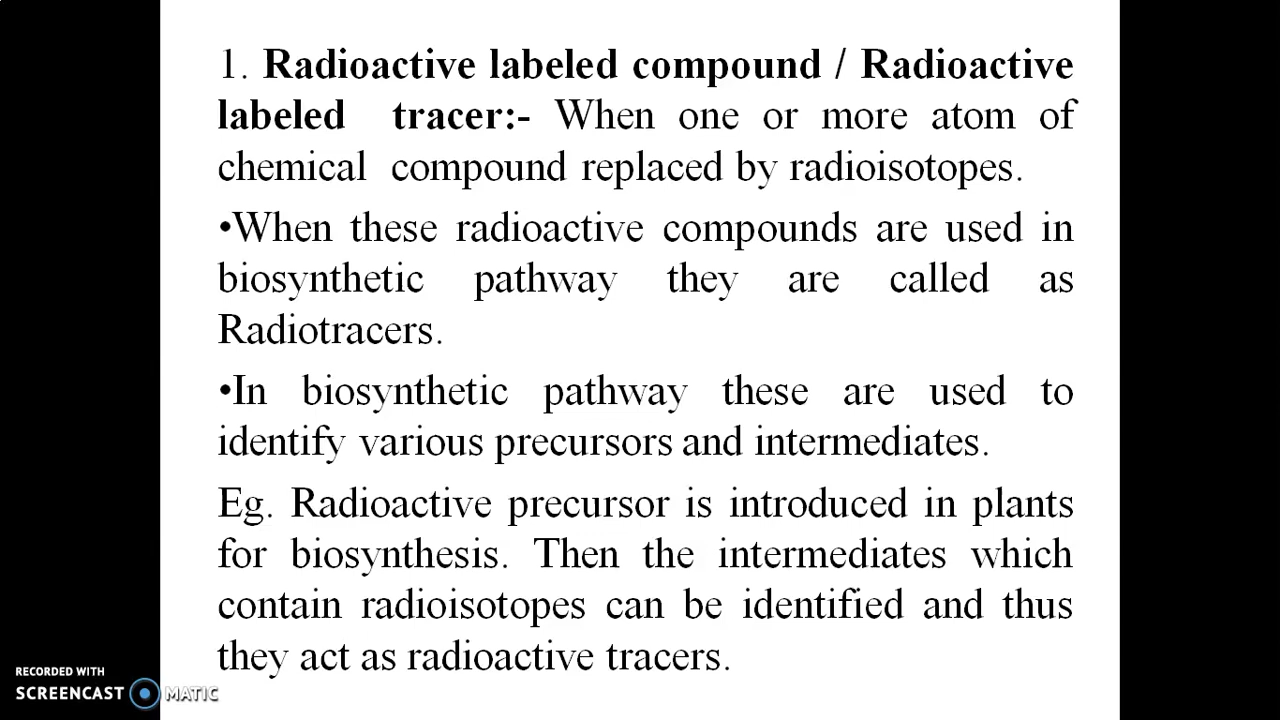 1. Radioactive labeled compound / Radioactive
labeled tracer:- When one or more atom of
chemical compound replaced by radioisotopes.
•When these radioactive compounds are used in
biosynthetic pathway they are called as
Radiotracers.
•In biosynthetic pathway these are used to
identify various precursors and intermediates.
Eg. Radioactive precursor is introduced in plants
for biosynthesis. Then the intermediates which
contain radioisotopes can be identified and thus
they act as radioactive tracers.
RECORDED WITH
SCREENCAST MATIC